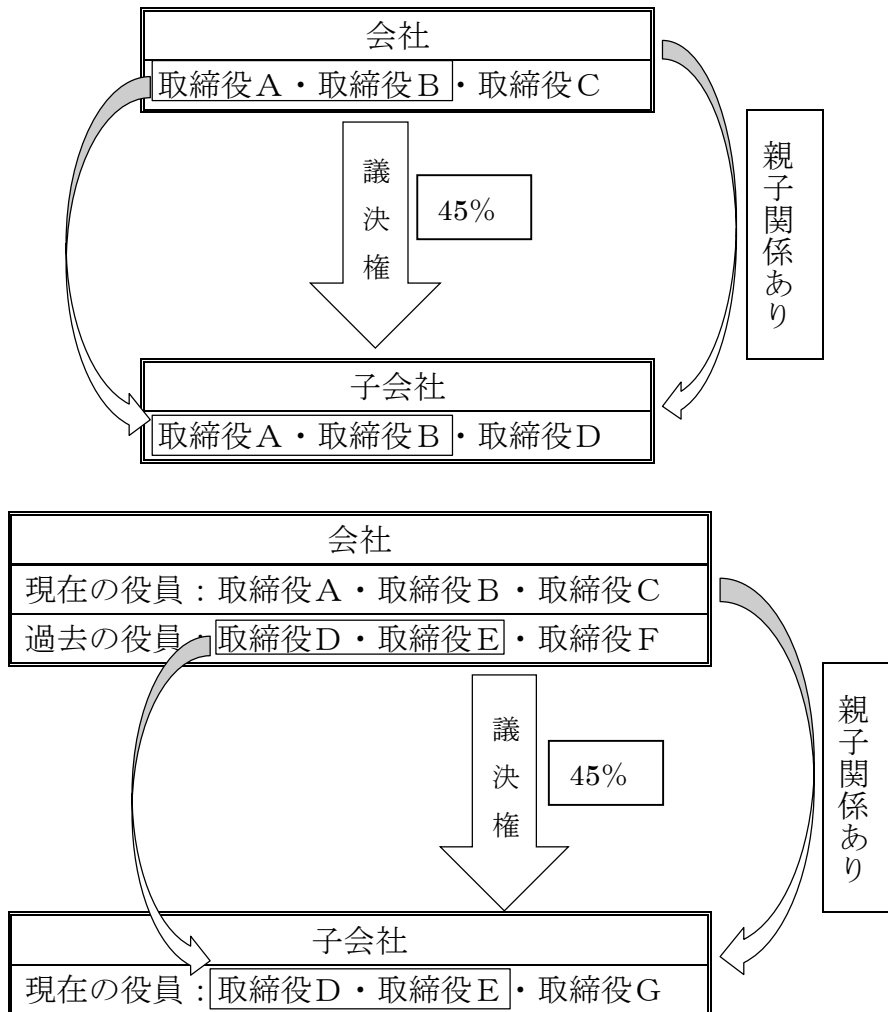 会社
取締役A・取締役B・取締役C
議決権
45%
親子関係あり
子会社
取締役A・取締役B・取締役D
会社
現在の役員：取締役A・取締役B・取締役C
過去の役員：取締役D・取締役E・取締役F
議決権
45%
親子関係あり
子会社
現在の役員：取締役D・取締役E・取締役G